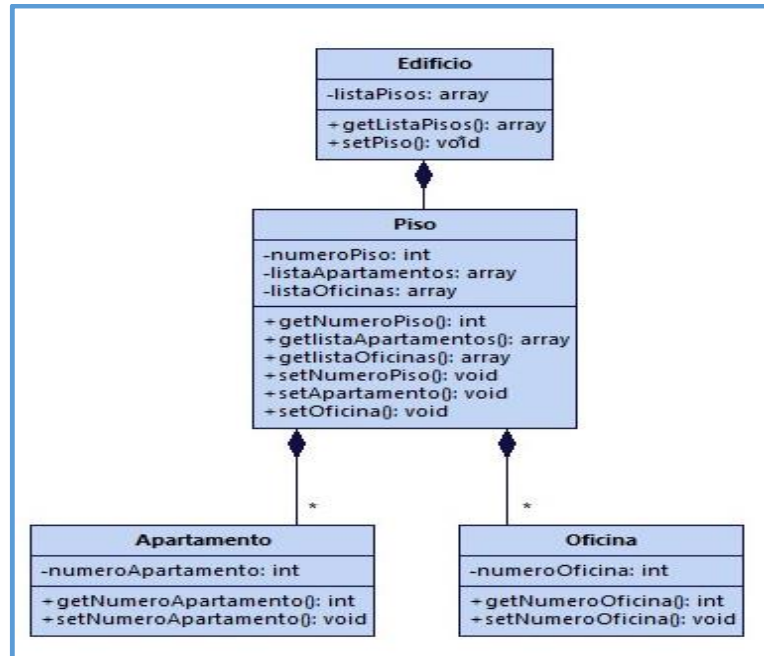 Edificio
-listaPisos: array
+getListaPisos(): array
+setPiso(): void
*
Piso
-numeroPiso: int
-listaApartamentos: array
-listaOficinas: array
+getNumeroPiso(): int
+getlistaApartamentos(): array
+getlistaOficinas(): array
+setNumeroPiso(): void
+setApartamento(): void
+setOficina(): void
* *
Apartamento
-numeroApartamento: int
+getNumeroApartamento(): int
+setNumeroApartamento(): void
Oficina
-numeroOficina: int
+getNumeroOficina(): int
+setNumeroOficina(): void